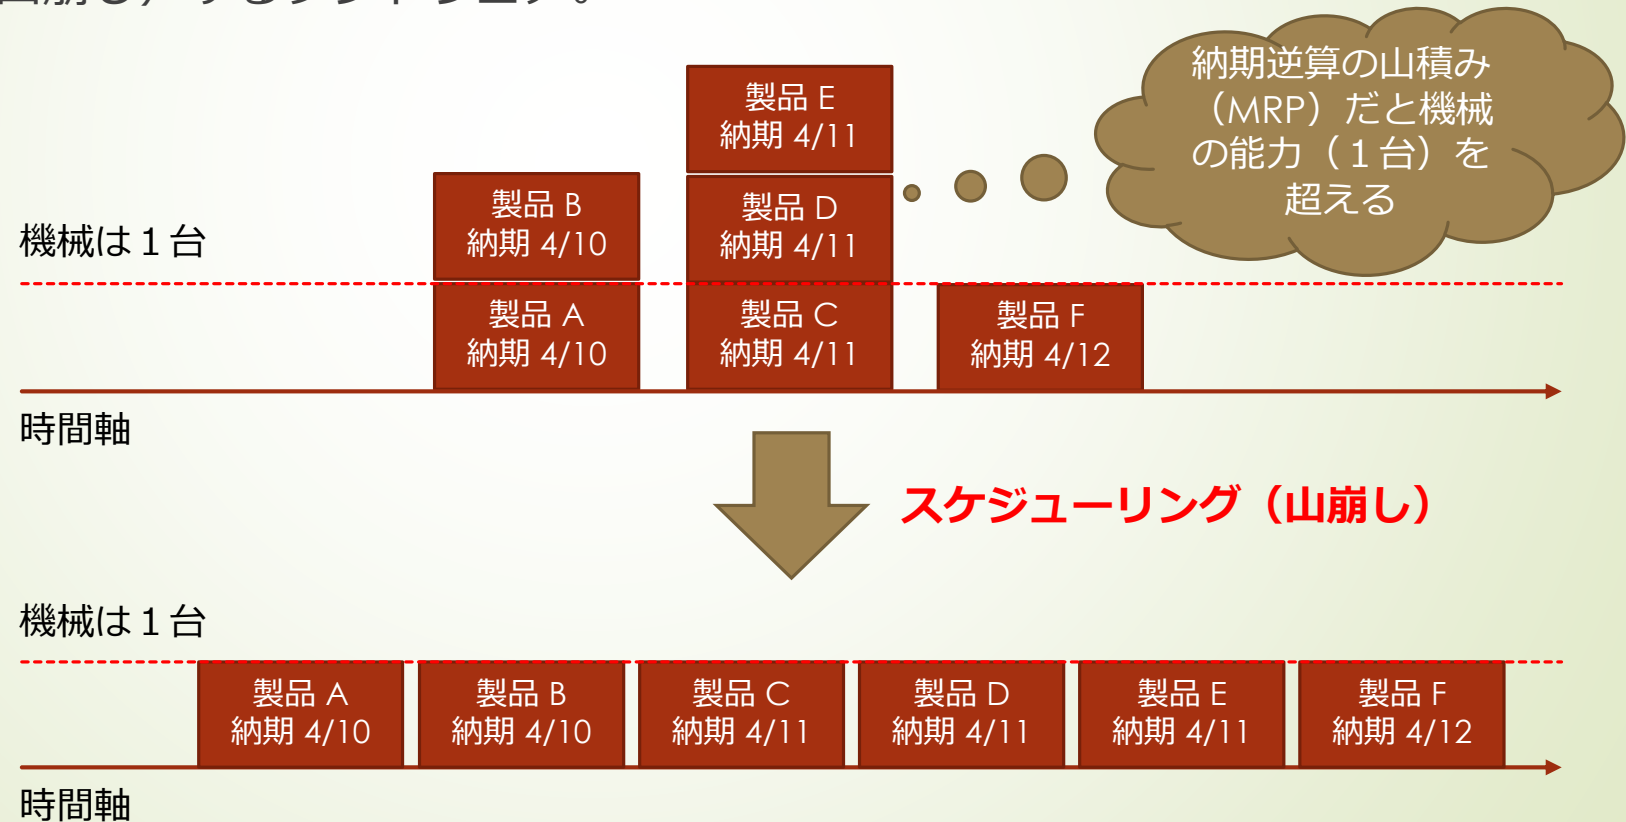 製品 E
納期 4/11
納期逆算の山積み
（MRP）だと機械
の能力（１台）を
超える
製品 B
納期 4/10
製品 D
納期 4/11
機械は１台
製品 A
納期 4/10
製品 C
納期 4/11
製品 F
納期 4/12
時間軸
スケジューリング（山崩し）
機械は１台
製品 A
納期 4/10
製品 B
納期 4/10
製品 C
納期 4/11
製品 D
納期 4/11
製品 E
納期 4/11
製品 F
納期 4/12
時間軸